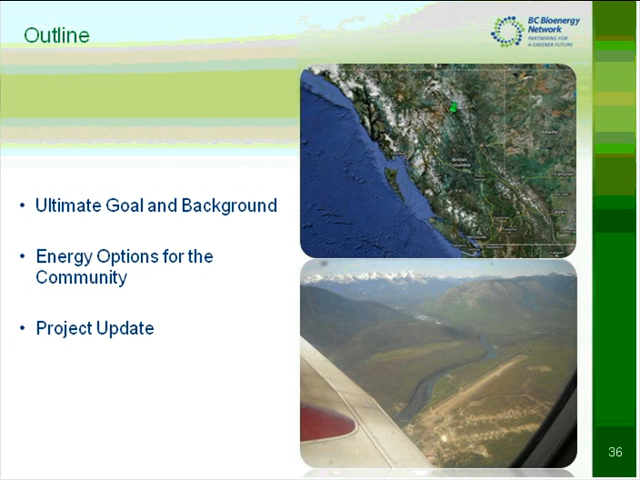 Outline
BC Bioenergy
Network
PARTNERING FOR
A GREENER FUTURE
• Ultimate Goal and Background
• Energy Options for the
Community
• Project Update
Alberta
British
Columbia
36